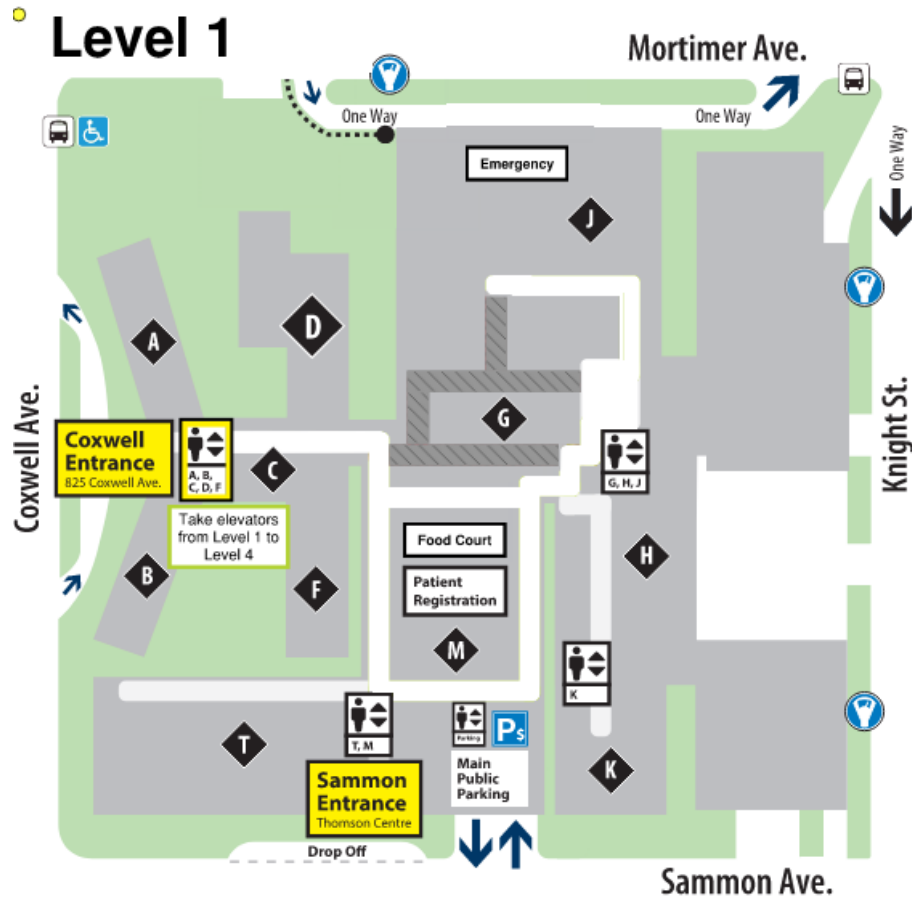 Level 1
Mortimer Ave.
One Way
One Way
One Way
Emergency
J
A
D
G
Coxwell Ave.
Coxwell
Entrance
825 Coxwell Ave.
A, B,
C, D, F
C
G, H, J
Knight St.
Take elevators
from Level 1 to
Level 4
Food Court
H
B
F
Patient
Registration
M
K
T, M
Parking
P$
T
Main
Public
Parking
K
Sammon
Entrance
Thomson Centre
Drop Off
Sammon Ave.